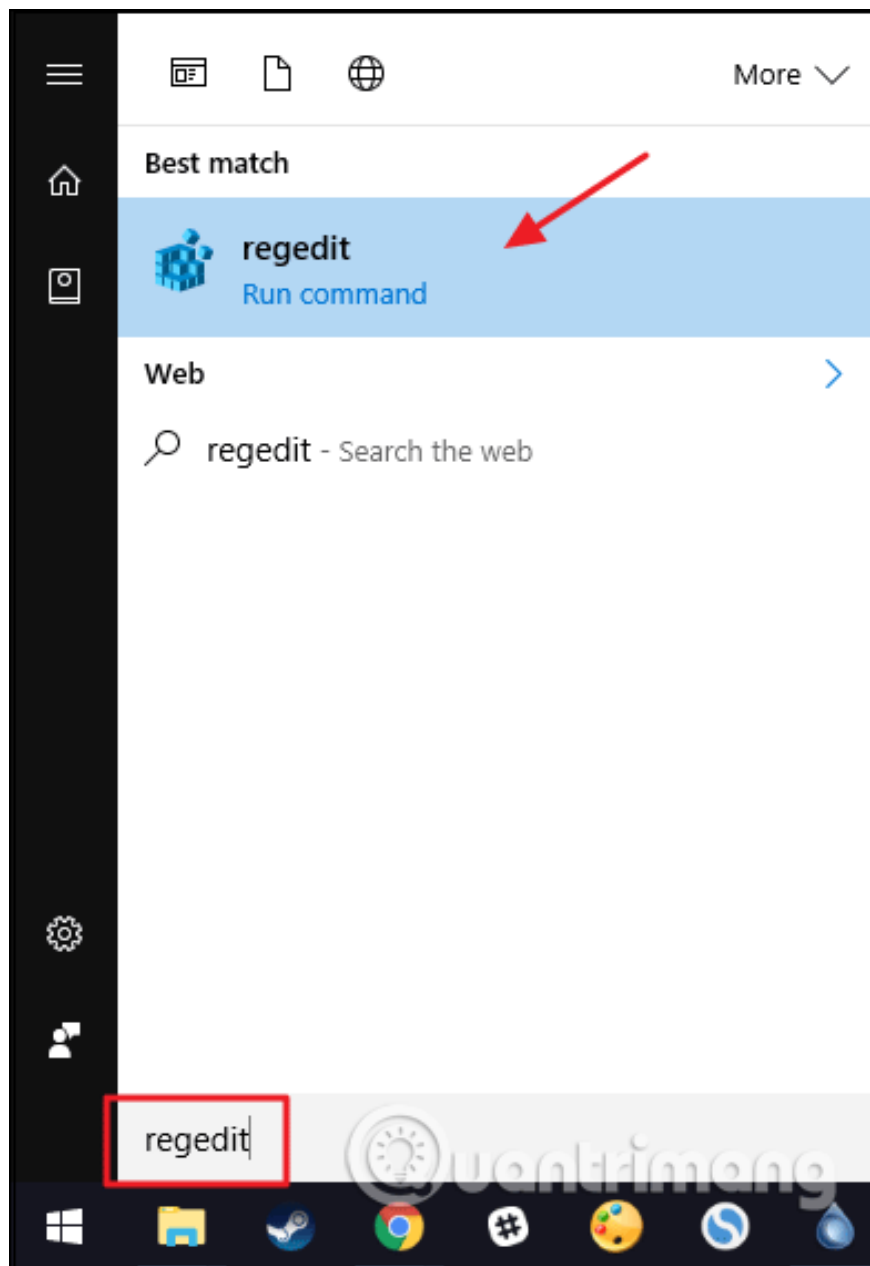 More
Best match
regedit
Run command
Web
regedit - Search the web
regedit
Quantrimang